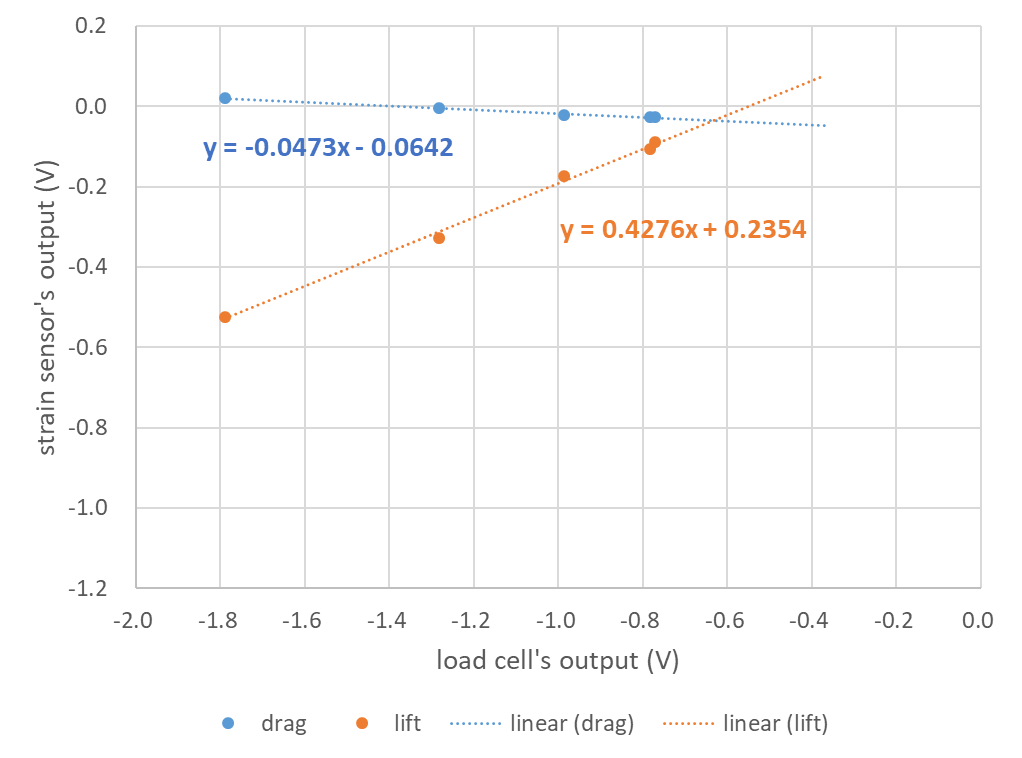 0.2
0.0
-0.2
-0.4
-0.6
-0.8
-1.0
-1.2
strain sensor's output (V)
y = -0.0473x - 0.0642
y = 0.4276x + 0.2354
-2.0 -1.8 -1.6 -1.4 -1.2 -1.0 -0.8 -0.6 -0.4 -0.2 0.0
load cell's output (V)
drag lift linear (drag) linear (lift)